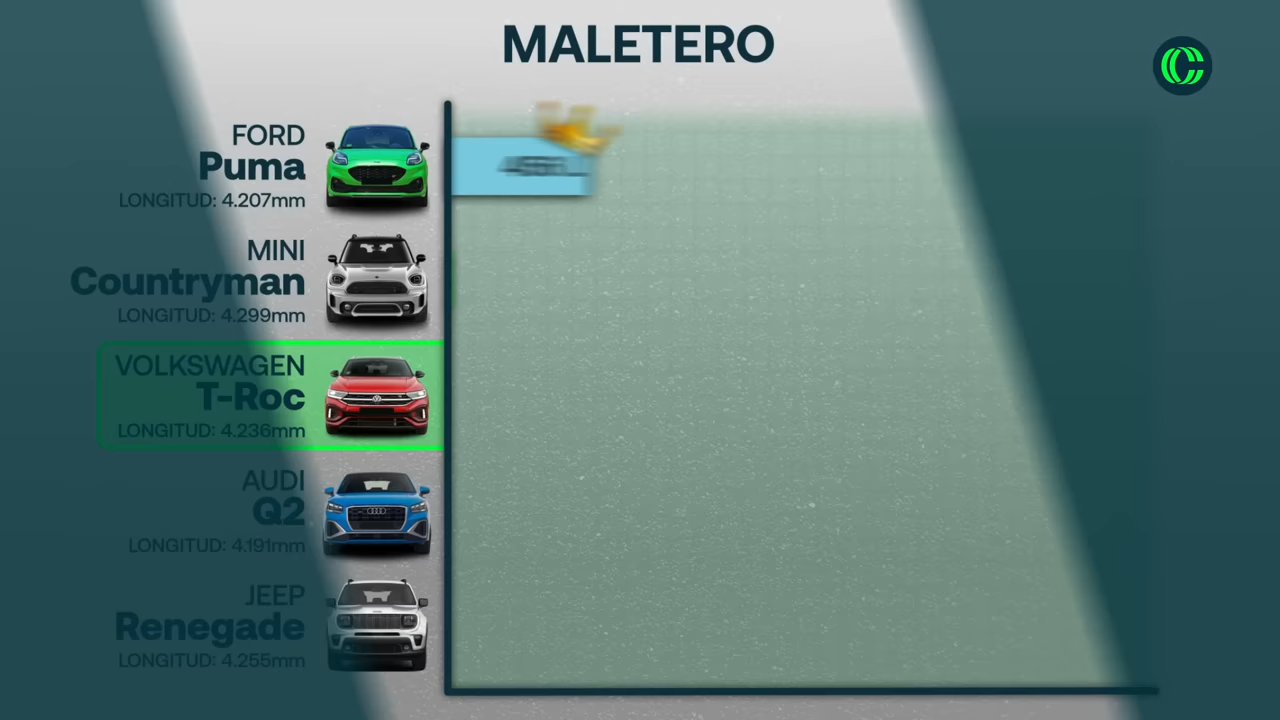 MALETERO
FORD
Puma
LONGITUD: 4.207mm
MINI
Countryman
LONGITUD: 4.299mm
VOLKSWAGEN
T-Roc
LONGITUD: 4.236mm
AUDI
Q2
LONGITUD: 4.191mm
JEEP
Renegade
LONGITUD: 4.255mm